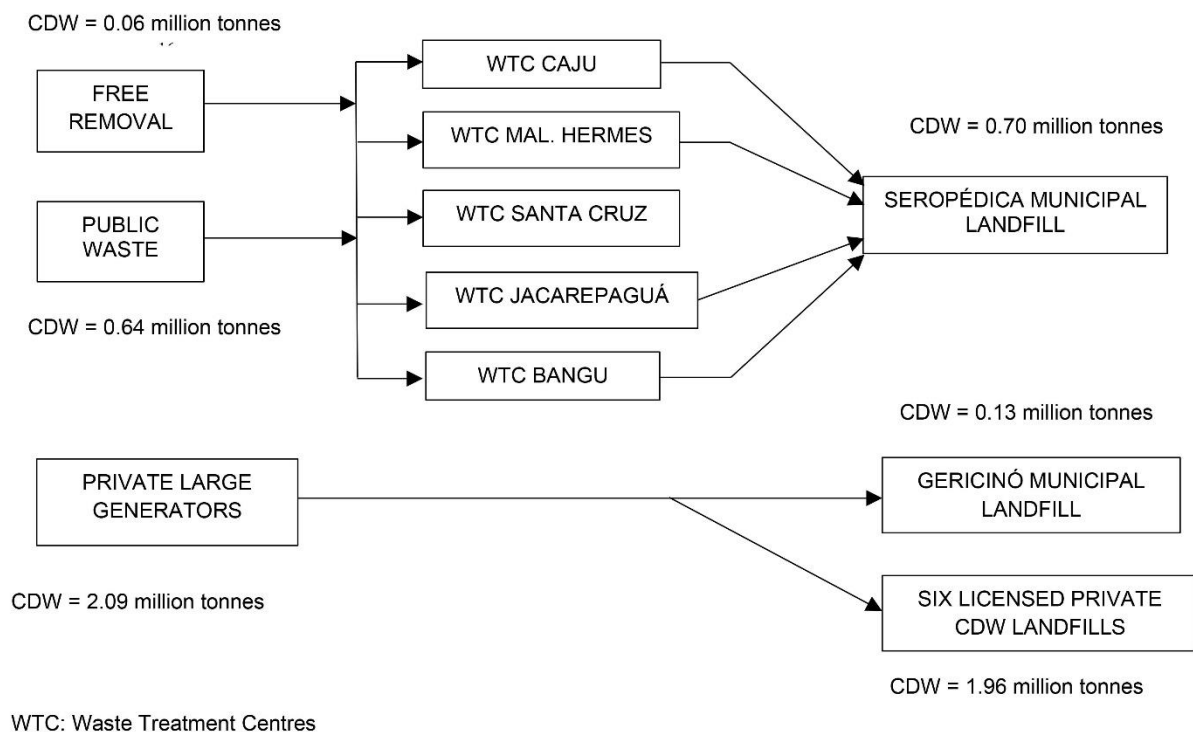 CDW = 0.06 million tonnes
FREE
REMOVAL
WTC CAJU
WTC MAL. HERMES
CDW = 0.70 million tonnes
PUBLIC
WASTE
WTC SANTA CRUZ
SEROPÉDICA MUNICIPAL
LANDFILL
WTC JACAREPAGUÁ
CDW = 0.64 million tonnes
WTC BANGU
CDW = 0.13 million tonnes
PRIVATE LARGE
GENERATORS
GERICINÓ MUNICIPAL
LANDFILL
CDW = 2.09 million tonnes
SIX LICENSED PRIVATE
CDW LANDFILLS
CDW = 1.96 million tonnes
WTC: Waste Treatment Centres